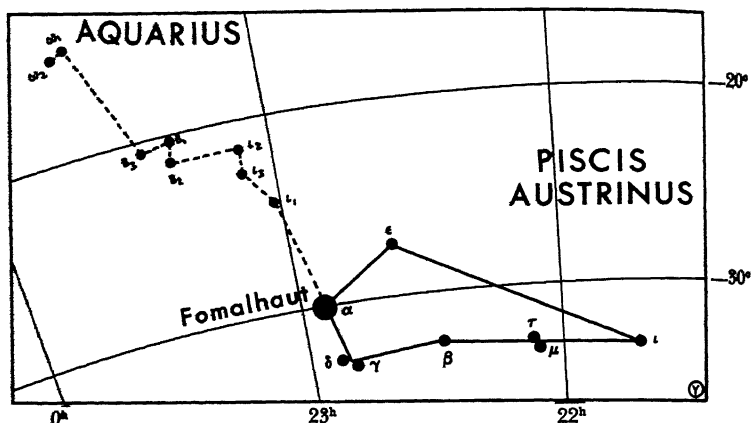 AQUARIUS
20°
PISCIS
AUSTRINUS
ε
30°
Fomalhaut
α
τ
ι
δ
γ
β
μ
0h
23h
22h